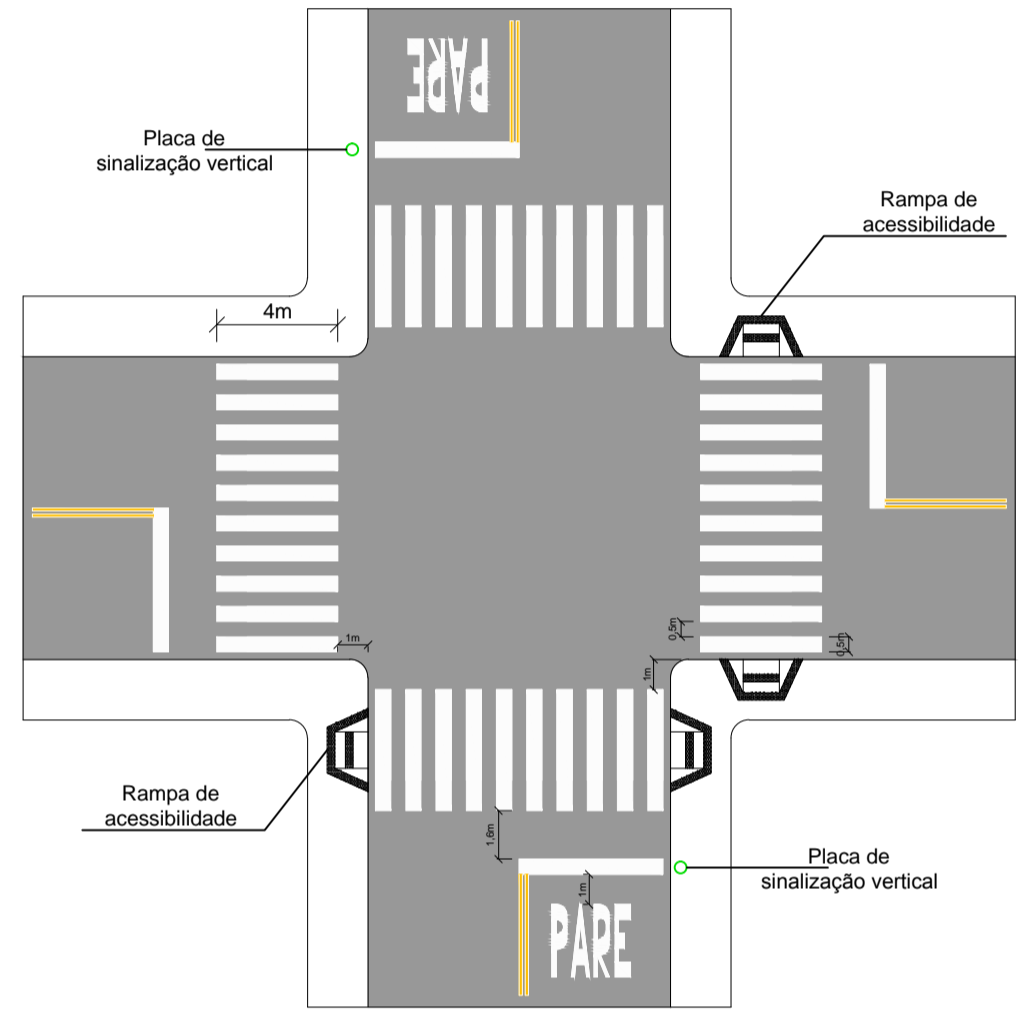 PARE
Placa de
sinalização vertical
Rampa de
acessibilidade
4m
1m
0,5m
0,5m
1m
Rampa de
acessibilidade
1,6m
Placa de
sinalização vertical
1m
PARE